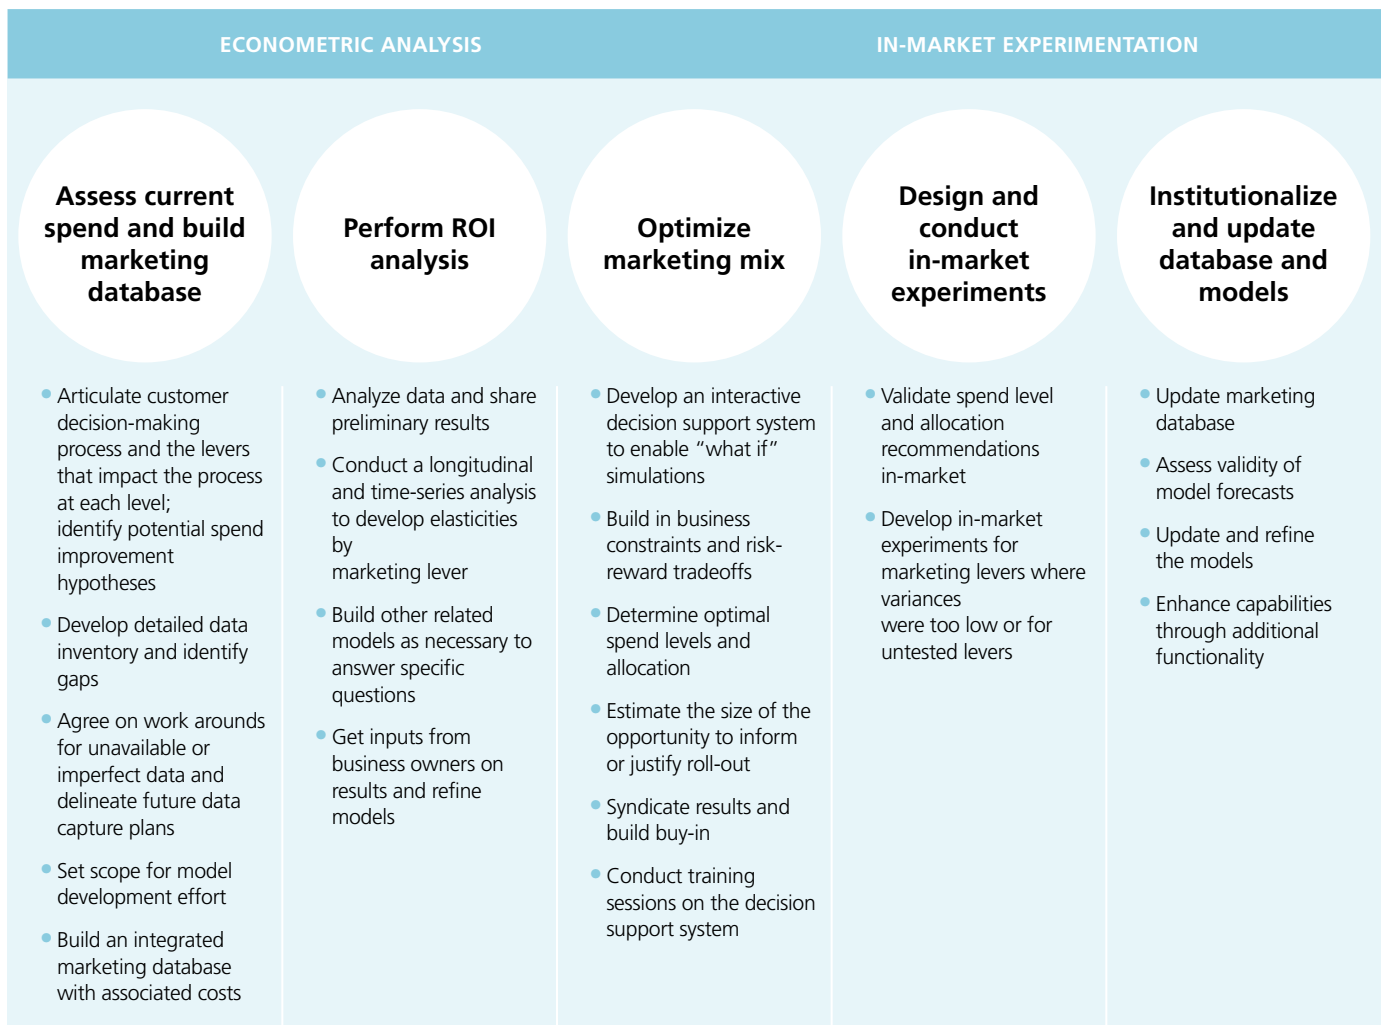 ECONOMETRIC ANALYSIS
IN-MARKET EXPERIMENTATION
Assess current
spend and build
marketing
database
• Articulate customer
decision-making
process and the levers
that impact the process
at each level;
identify potential spend
improvement
hypotheses
• Develop detailed data
inventory and identify
gaps
• Agree on work arounds
for unavailable or
imperfect data and
delineate future data
capture plans
• Set scope for model
development effort
• Build an integrated
marketing database
with associated costs
Perform ROI
analysis
• Analyze data and share
preliminary results
• Conduct a longitudinal
and time-series analysis
to develop elasticities
by
marketing lever
• Build other related
models as necessary to
answer specific
questions
• Get inputs from
business owners on
results and refine
models
Optimize
marketing mix
• Develop an interactive
decision support system
to enable “what if”
simulations
• Build in business
constraints and risk-
reward tradeoffs
• Determine optimal
spend levels and
allocation
• Estimate the size of the
opportunity to inform
or justify roll-out
• Syndicate results and
build buy-in
• Conduct training
sessions on the decision
support system
Design and
conduct
in-market
experiments
• Validate spend level
and allocation
recommendations
in-market
• Develop in-market
experiments for
marketing levers where
variances
were too low or for
untested levers
Institutionalize
and update
database and
models
• Update marketing
database
• Assess validity of
model forecasts
• Update and refine
the models
• Enhance capabilities
through additional
functionality